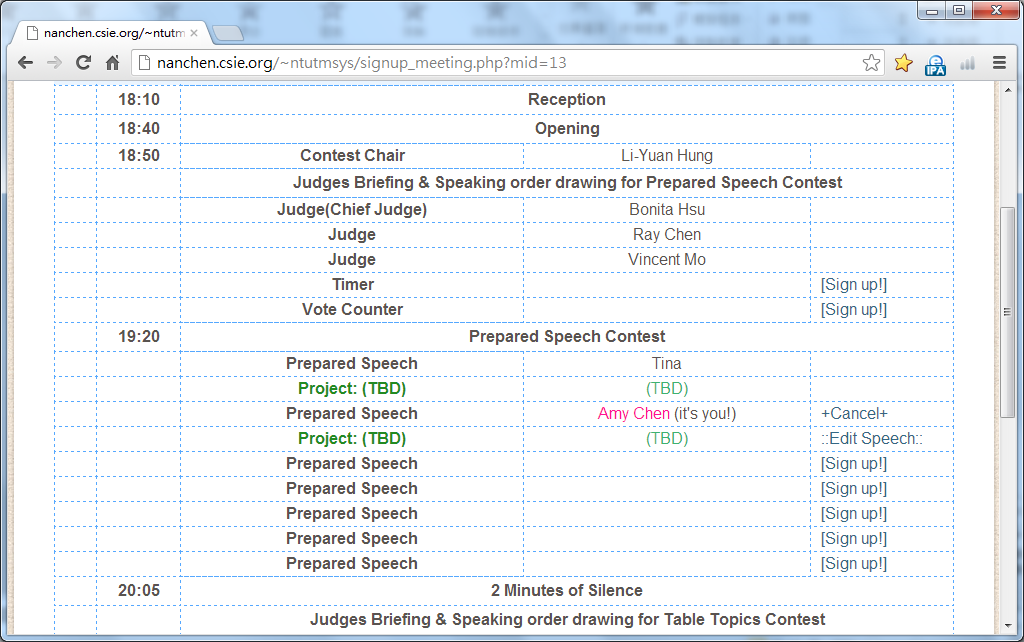 nanchen.csie.org/~ntutm
nanchen.csie.org/~ntutmsys/signup_meeting.php?mid=13
IPA
18:10 Reception
18:40 Opening
18:50 Contest Chair Li-Yuan Hung
Judges Briefing & Speaking order drawing for Prepared Speech Contest
Judge(Chief Judge) Bonita Hsu
Judge Ray Chen
Judge Vincent Mo
Timer [Sign up!]
Vote Counter [Sign up!]
19:20 Prepared Speech Contest
Prepared Speech Tina
Project: (TBD) (TBD)
Prepared Speech Amy Chen (it's you!) +Cancel+
Project: (TBD) (TBD) ::Edit Speech::
Prepared Speech [Sign up!]
Prepared Speech [Sign up!]
Prepared Speech [Sign up!]
Prepared Speech [Sign up!]
Prepared Speech [Sign up!]
20:05 2 Minutes of Silence
Judges Briefing & Speaking order drawing for Table Topics Contest